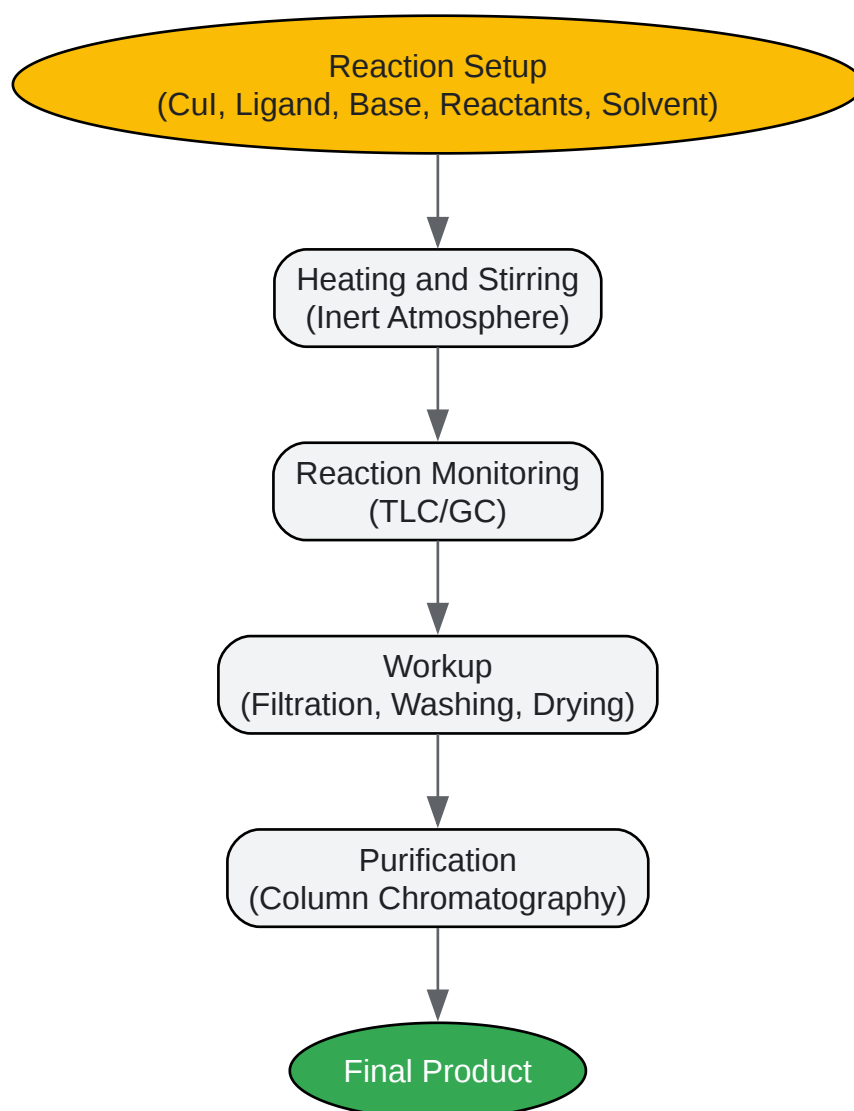 Reaction Setup
(CuI, Ligand, Base, Reactants, Solvent)
Heating and Stirring
(Inert Atmosphere)
Reaction Monitoring
(TLC/GC)
Workup
(Filtration, Washing, Drying)
Purification
(Column Chromatography)
Final Product